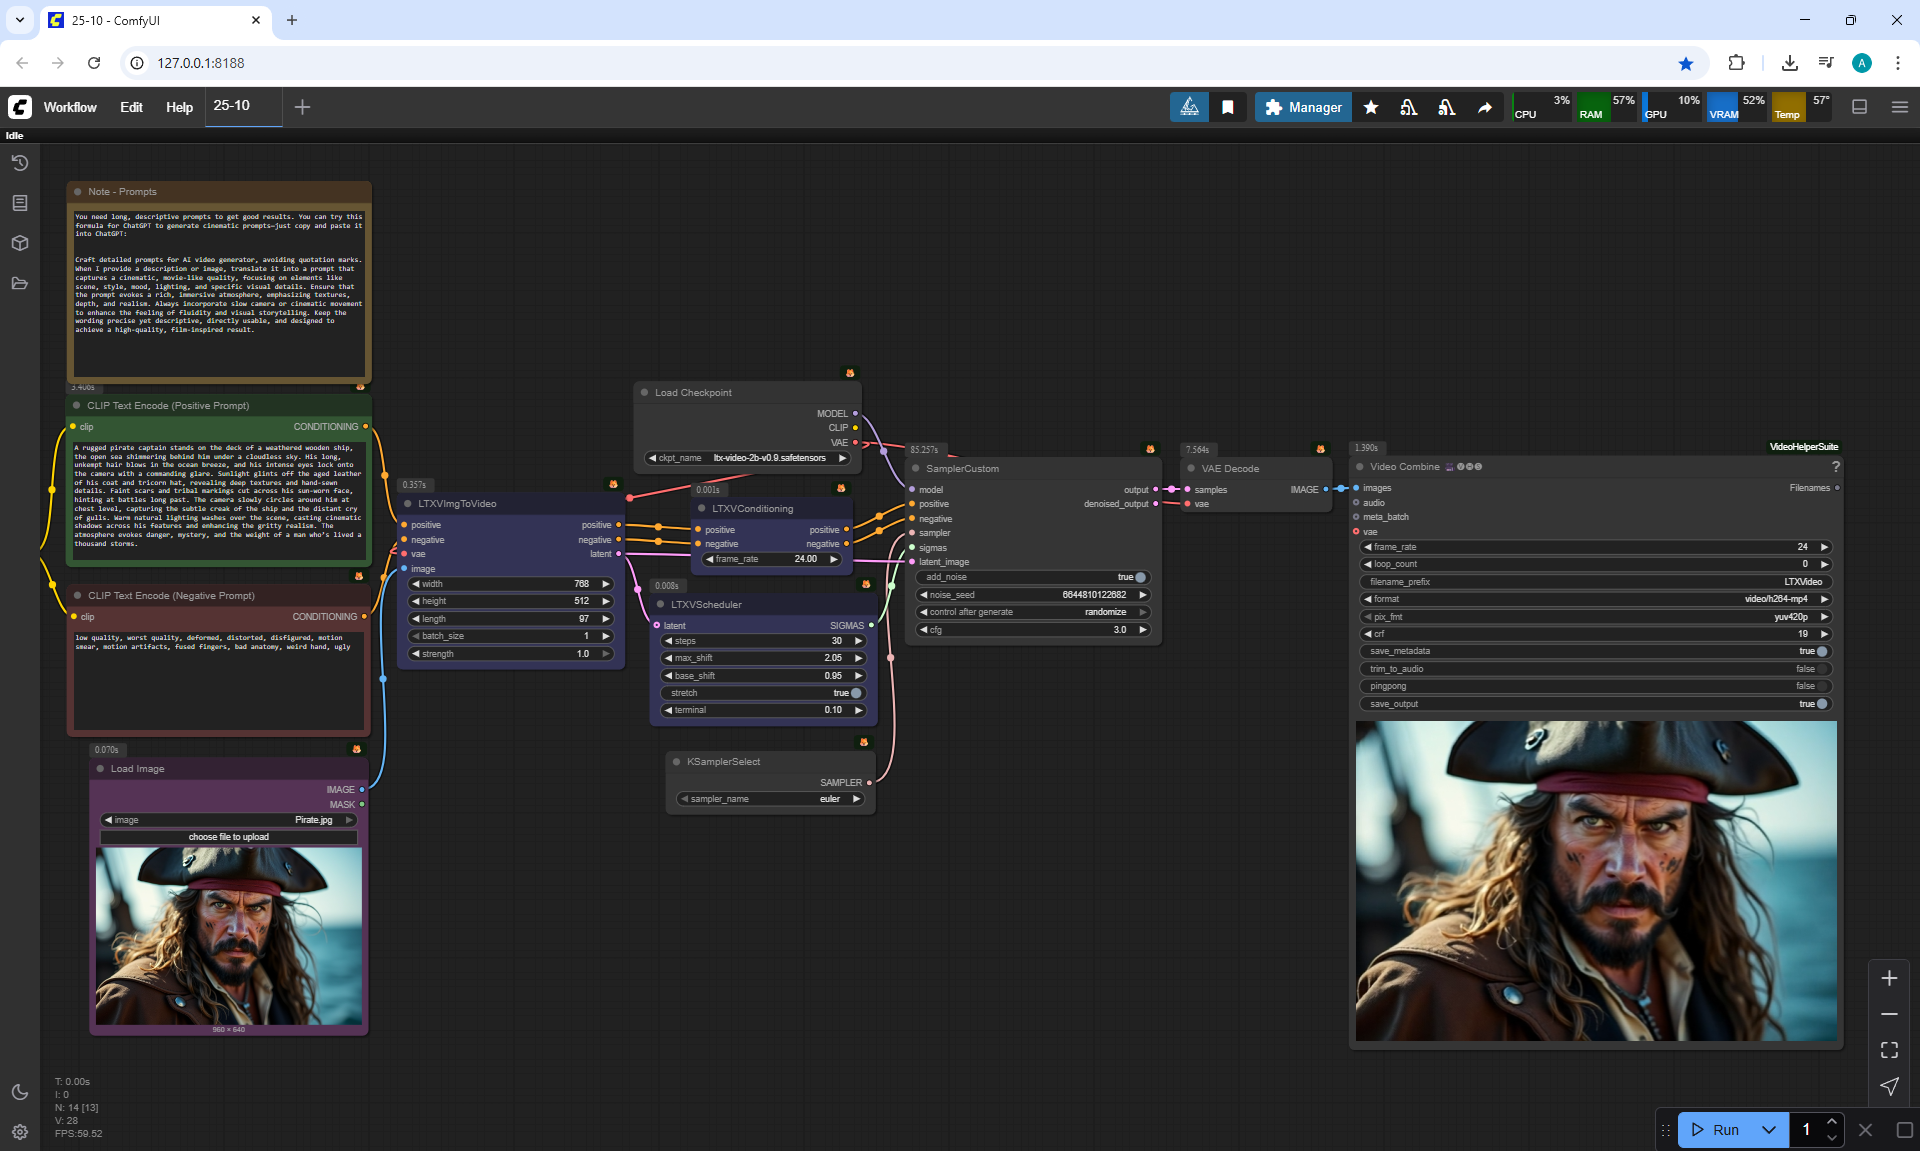 25-10 - ComfyUI
127.0.0.1:8188
A
Workflow
Edit
Help
25-10
Manager
CPU 3%
RAM 57%
GPU 10%
VRAM 52%
Temp 57°
Idle
Note - Prompts
You need long, descriptive prompts to get good results. You can try this
formula for ChatGPT to generate cinematic prompts—just copy and paste it
into ChatGPT:
Craft detailed prompts for AI video generator, avoiding quotation marks.
When I provide a description or image, translate it into a prompt that
captures a cinematic, movie-like quality, focusing on elements like
scene, style, mood, lighting, and specific visual details. Ensure that
the prompt evokes a rich, immersive atmosphere, emphasizing textures,
depth, and realism. Always incorporate slow camera or cinematic movement
to enhance the feeling of fluidity and visual storytelling. Keep the
wording precise yet descriptive, directly usable, and designed to
achieve a high-quality, film-inspired result.
CLIP Text Encode (Positive Prompt)
clip
CONDITIONING
A rugged pirate captain stands on the deck of a weathered wooden ship,
the open sea shimmering behind him under a cloudless sky. His long,
unkempt hair blows in the ocean breeze, and his intense eyes lock onto
the camera with a commanding glare. Sunlight glints off the aged leather
of his coat and tricorn hat, revealing deep textures and hand-sewn
details. Faint scars and tribal markings cut across his sun-worn face,
hinting at battles long past. The camera slowly circles around him at
chest level, capturing the subtle creak of the ship and the distant cry
of gulls. Warm natural lighting washes over the scene, casting cinematic
shadows across his features and enhancing the gritty realism. The
atmosphere evokes danger, mystery, and the weight of a man who's lived a
thousand storms.
CLIP Text Encode (Negative Prompt)
clip
CONDITIONING
low quality, worst quality, deformed, distorted, disfigured, motion
smear, motion artifacts, fused fingers, bad anatomy, weird hand, ugly
0.070s
Load Image
IMAGE
MASK
image Pirate.jpg
choose file to upload
960 × 640
0.357s
LTXVImgToVideo
positive positive
negative negative
vae latent
image
width 768
height 512
length 97
batch_size 1
strength 1.0
Load Checkpoint
MODEL
CLIP
VAE
ckpt_name ltx-video-2b-v0.9.safetensors
0.001s
LTXVConditioning
positive positive
negative negative
frame_rate 24.00
0.008s
LTXVScheduler
latent SIGMAS
steps 30
max_shift 2.05
base_shift 0.95
stretch true
terminal 0.10
KSamplerSelect
SAMPLER
sampler_name euler
85.257s
SamplerCustom
model output
positive denoised_output
negative
sampler
sigmas
latent_image
add_noise true
noise_seed 6644810122682
control after generate randomize
cfg 3.0
7.564s
VAE Decode
samples IMAGE
vae
1.390s
VideoHelperSuite
Video Combine
?
images Filenames
audio
meta_batch
vae
frame_rate 24
loop_count 0
filename_prefix LTXVideo
format video/h264-mp4
pix_fmt yuv420p
crf 19
save_metadata true
trim_to_audio false
pingpong false
save_output true
T: 0.00s
I: 0
N: 14 [13]
V: 28
FPS:59.52
Run
1